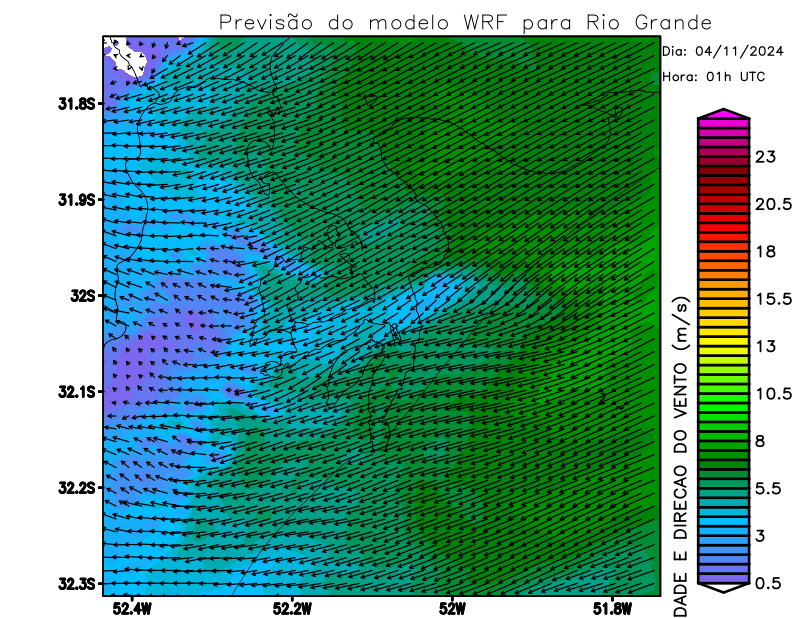 Previsão do modelo WRF para Rio Grande
Dia: 04/11/2024
Hora: 01h UTC
31.8S
31.9S
32S
32.1S
32.2S
32.3S
52.4W
52.2W
52W
51.8W
23
20.5
18
15.5
13
10.5
8
5.5
3
0.5
DADE E DIRECAO DO VENTO (m/s)